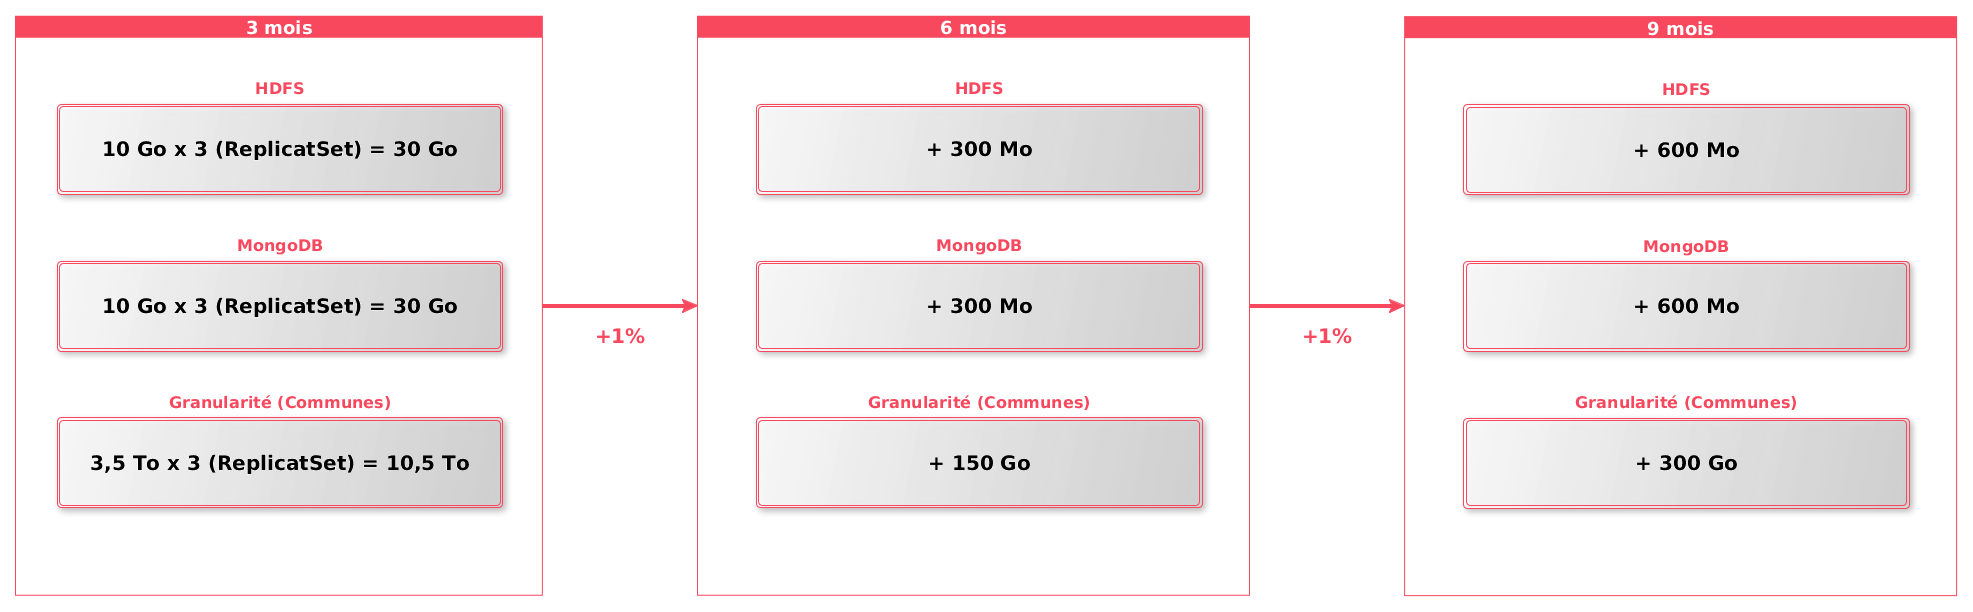 3 mois
HDFS
10 Go x 3 (ReplicatSet) = 30 Go
MongoDB
10 Go x 3 (ReplicatSet) = 30 Go
Granularité (Communes)
3,5 To x 3 (ReplicatSet) = 10,5 To
+1%
6 mois
HDFS
+ 300 Mo
MongoDB
+ 300 Mo
Granularité (Communes)
+ 150 Go
+1%
9 mois
HDFS
+ 600 Mo
MongoDB
+ 600 Mo
Granularité (Communes)
+ 300 Go